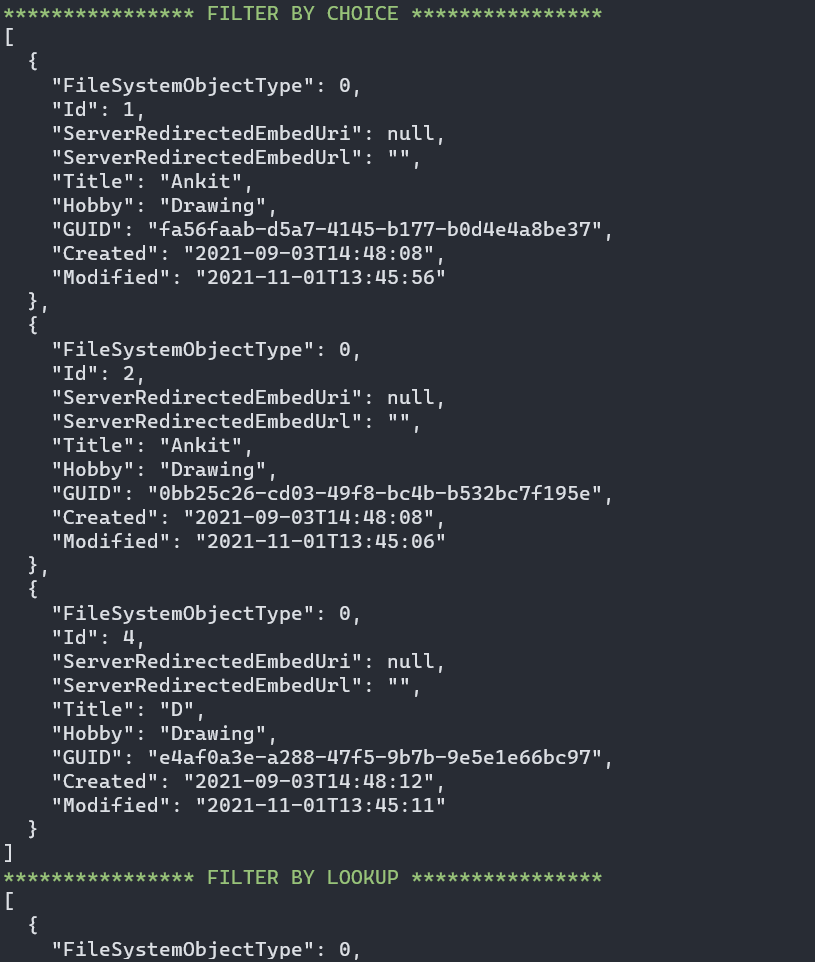 **************** FILTER BY CHOICE ****************
[
  {
    "FileSystemObjectType": 0,
    "Id": 1,
    "ServerRedirectedEmbedUri": null,
    "ServerRedirectedEmbedUrl": "",
    "Title": "Ankit",
    "Hobby": "Drawing",
    "GUID": "fa56faab-d5a7-4145-b177-b0d4e4a8be37",
    "Created": "2021-09-03T14:48:08",
    "Modified": "2021-11-01T13:45:56"
  },
  {
    "FileSystemObjectType": 0,
    "Id": 2,
    "ServerRedirectedEmbedUri": null,
    "ServerRedirectedEmbedUrl": "",
    "Title": "Ankit",
    "Hobby": "Drawing",
    "GUID": "0bb25c26-cd03-49f8-bc4b-b532bc7f195e",
    "Created": "2021-09-03T14:48:08",
    "Modified": "2021-11-01T13:45:06"
  },
  {
    "FileSystemObjectType": 0,
    "Id": 4,
    "ServerRedirectedEmbedUri": null,
    "ServerRedirectedEmbedUrl": "",
    "Title": "D",
    "Hobby": "Drawing",
    "GUID": "e4af0a3e-a288-47f5-9b7b-9e5e1e66bc97",
    "Created": "2021-09-03T14:48:12",
    "Modified": "2021-11-01T13:45:11"
  }
]
**************** FILTER BY LOOKUP ****************
[
  {
    "FileSystemObjectType": 0,